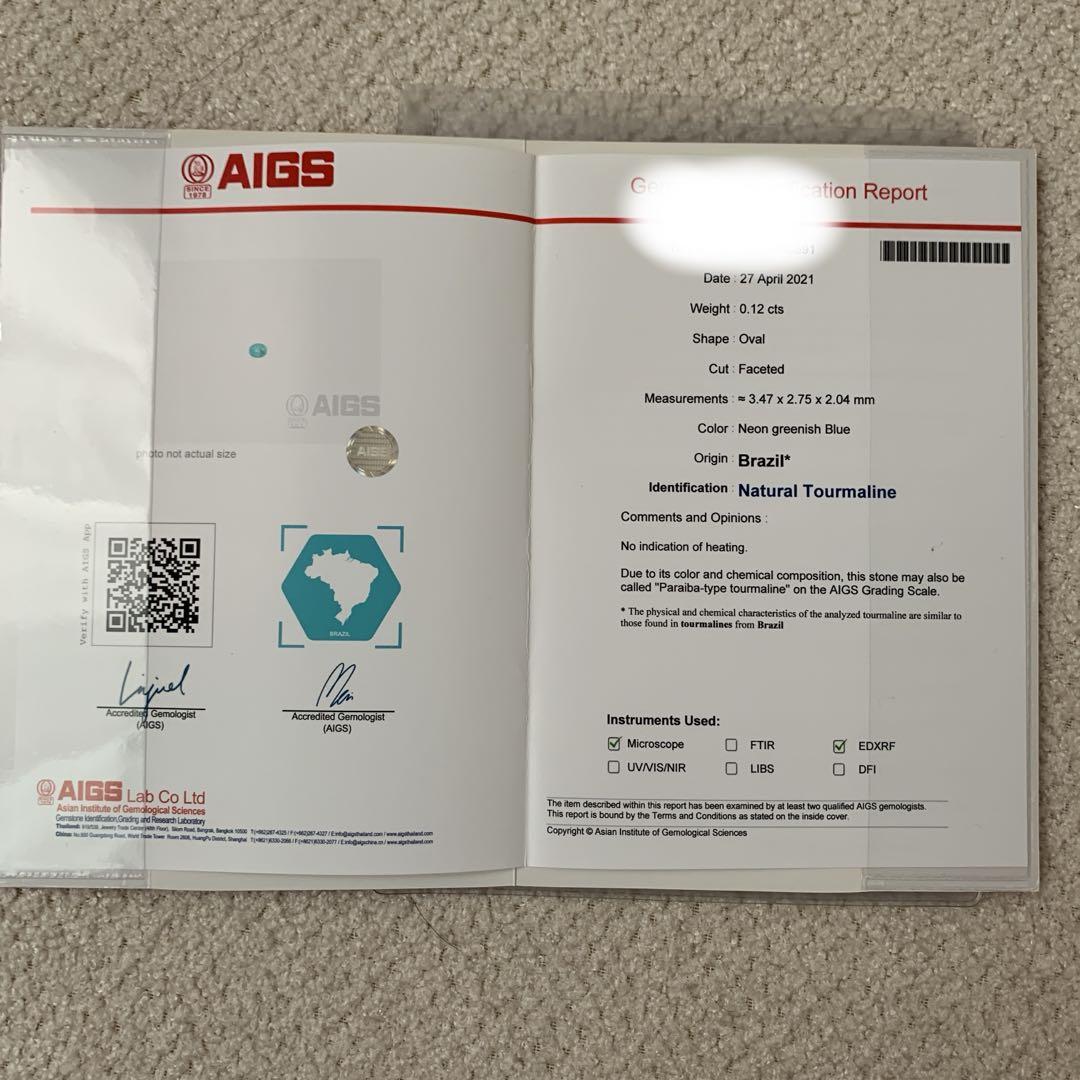 AIGS
SINCE
1978
AIGS
photo not actual size
AIGS
Verify with AIGS App
BRAZIL
Accredited Gemologist
(AIGS)
Accredited Gemologist
(AIGS)
AIGS Lab Co Ltd
Asian Institute of Gemological Sciences
Gemstone Identification,Grading and Research Laboratory
Report
Date : 27 April 2021
Weight : 0.12 cts
Shape : Oval
Cut : Faceted
Measurements : ≈ 3.47 x 2.75 x 2.04 mm
Color : Neon greenish Blue
Origin : Brazil*
Identification : Natural Tourmaline
Comments and Opinions :
No indication of heating.
Due to its color and chemical composition, this stone may also be
called "Paraiba-type tourmaline" on the AIGS Grading Scale.
* The physical and chemical characteristics of the analyzed tourmaline are similar to
those found in tourmalines from Brazil
Instruments Used:
Microscope FTIR EDXRF
UV/VIS/NIR LIBS DFI
The item described within this report has been examined by at least two qualified AIGS gemologists.
This report is bound by the Terms and Conditions as stated on the inside cover.
Copyright © Asian Institute of Gemological Sciences